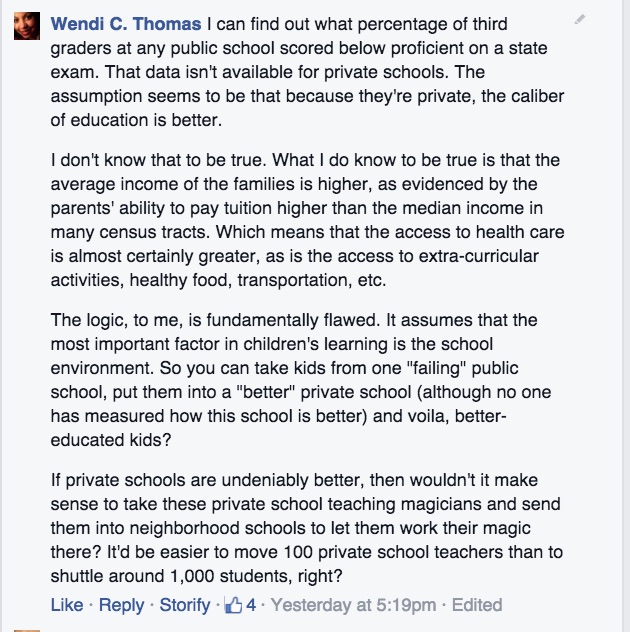 Wendi C. Thomas I can find out what percentage of third
graders at any public school scored below proficient on a state
exam. That data isn't available for private schools. The
assumption seems to be that because they're private, the caliber
of education is better.
I don't know that to be true. What I do know to be true is that the
average income of the families is higher, as evidenced by the
parents' ability to pay tuition higher than the median income in
many census tracts. Which means that the access to health care
is almost certainly greater, as is the access to extra-curricular
activities, healthy food, transportation, etc.
The logic, to me, is fundamentally flawed. It assumes that the
most important factor in children's learning is the school
environment. So you can take kids from one "failing" public
school, put them into a "better" private school (although no one
has measured how this school is better) and voila, better-
educated kids?
If private schools are undeniably better, then wouldn't it make
sense to take these private school teaching magicians and send
them into neighborhood schools to let them work their magic
there? It'd be easier to move 100 private school teachers than to
shuttle around 1,000 students, right?
Like · Reply · Storify · 4 · Yesterday at 5:19pm · Edited